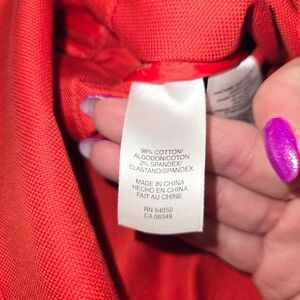 98% COTTON/
ALGODON/COTON
2% SPANDEX/
ELASTANO/SPANDEX
MADE IN CHINA
HECHO EN CHINA
FAIT AU CHINE
RN 54050
CA 06349